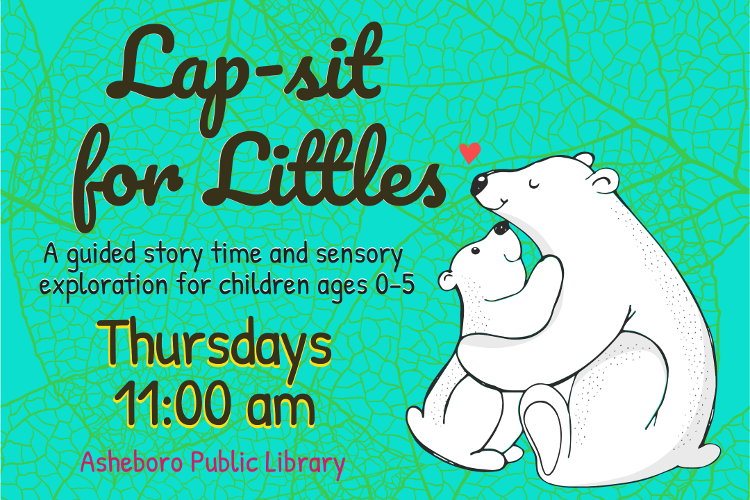 Lap-sit
for Littles
A guided story time and sensory
exploration for children ages 0-5
Thursdays
11:00 am
Asheboro Public Library